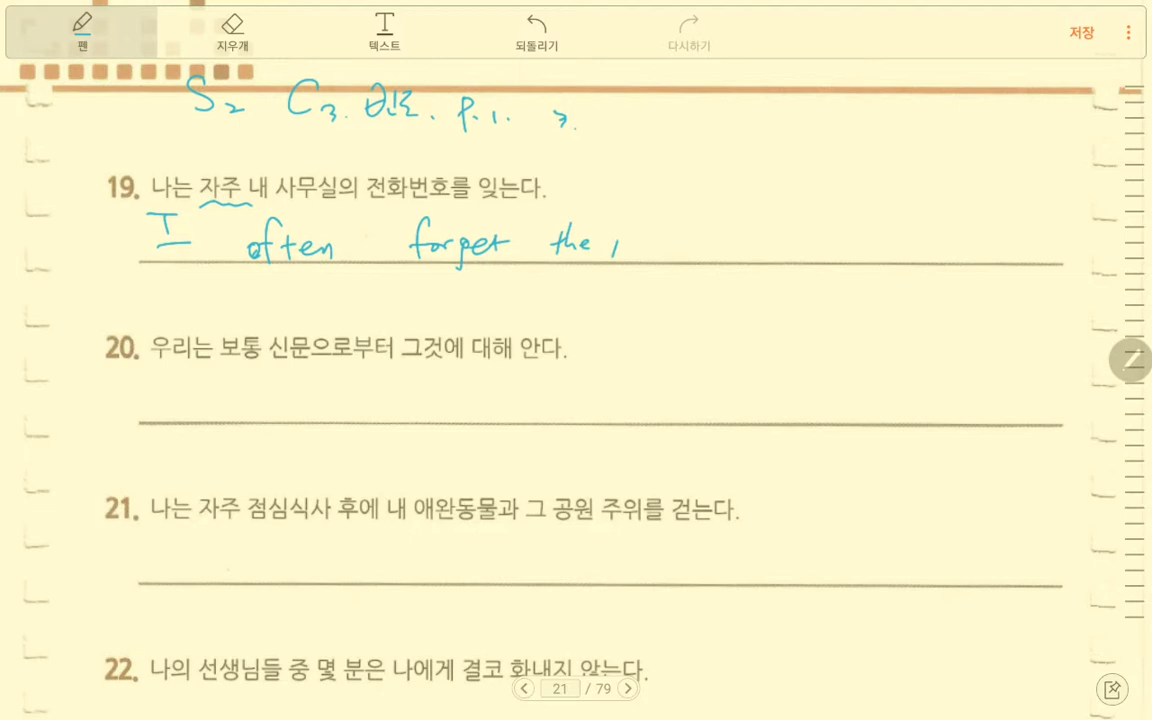 펜 지우개 텍스트 되돌리기 다시하기 저장
S2 C3. P.1.
19. 나는 자주 내 사무실의 전화번호를 잊는다.
I often forget the
20. 우리는 보통 신문으로부터 그것에 대해 안다.
21. 나는 자주 점심식사 후에 내 애완동물과 그 공원 주위를 걷는다.
22. 나의 선생님들 중 몇 분은 나에게 결코 화내지 않는다.
21 / 79